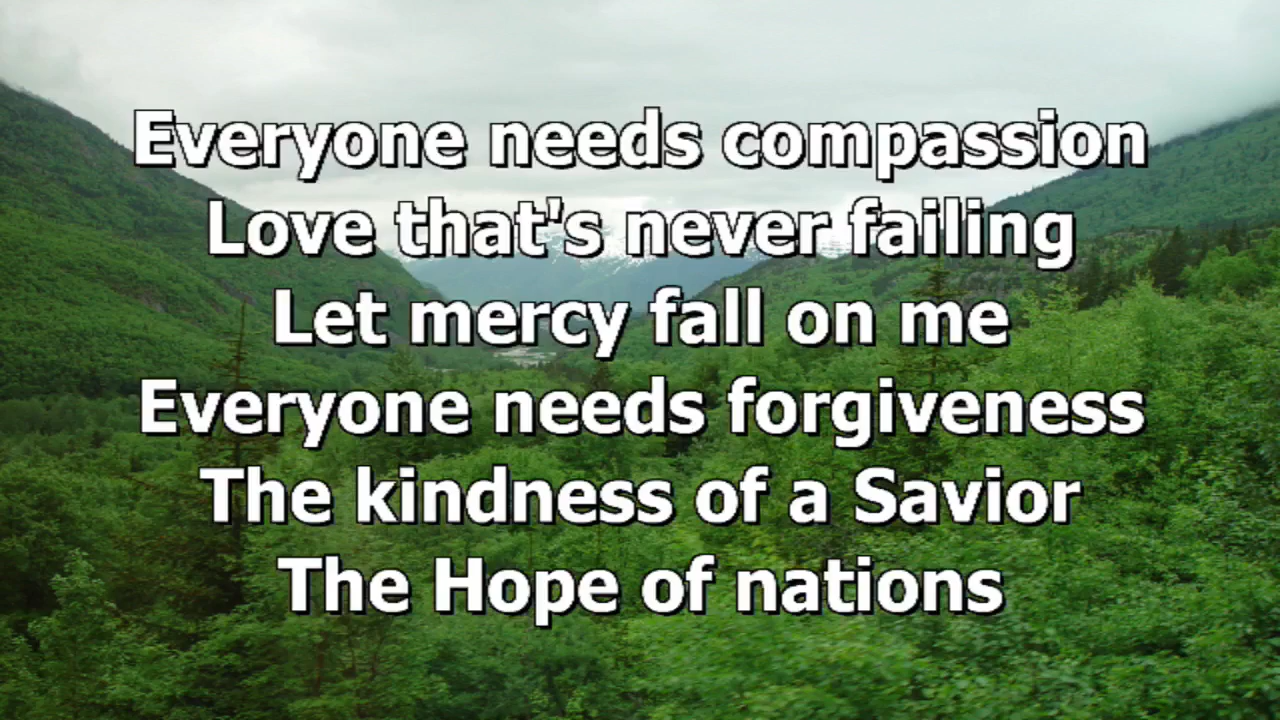 Everyone needs compassion
Love that's never failing
Let mercy fall on me
Everyone needs forgiveness
The kindness of a Savior
The Hope of nations